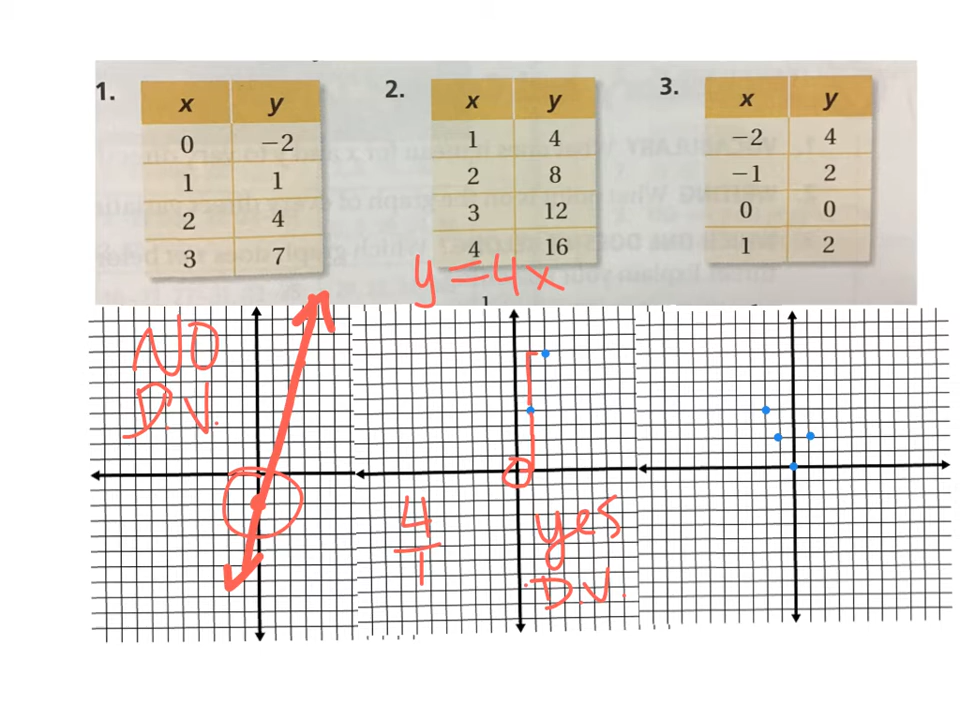 1.
x y
0 −2
1 1
2 4
3 7
2.
x y
1 4
2 8
3 12
4 16
3.
x y
−2 4
−1 2
0 0
1 2
y = 4x
NO
D.V.
4
1
yes
D.V.